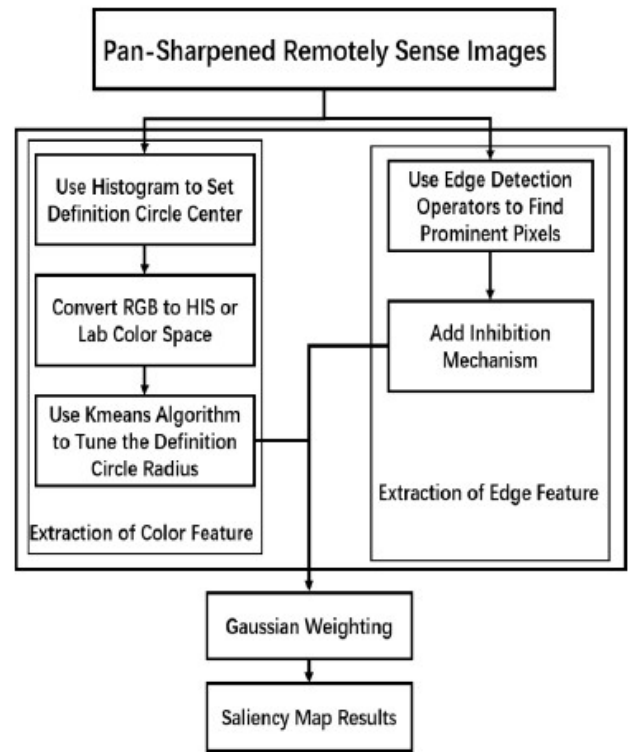 Pan-Sharpened Remotely Sense Images
Use Histogram to Set
Definition Circle Center
Convert RGB to HIS or
Lab Color Space
Use Kmeans Algorithm
to Tune the Definition
Circle Radius
Extraction of Color Feature
Use Edge Detection
Operators to Find
Prominent Pixels
Add Inhibition
Mechanism
Extraction of Edge Feature
Gaussian Weighting
Saliency Map Results